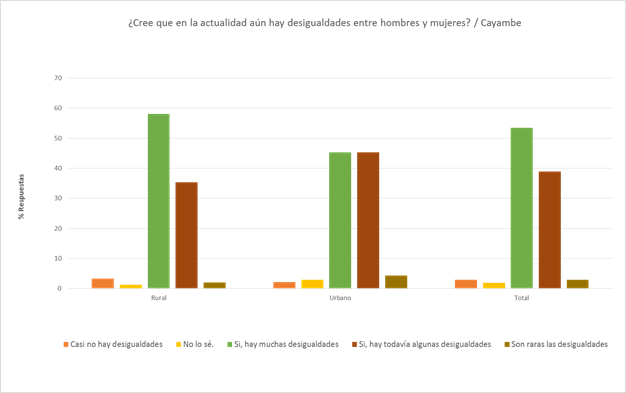 ¿Cree que en la actualidad aún hay desigualdades entre hombres y mujeres? / Cayambe
70
60
50
40
30
20
10
0
% Respuestas
Rural Urbano Total
Casi no hay desigualdades No lo sé. Si, hay muchas desigualdades Si, hay todavía algunas desigualdades Son raras las desigualdades